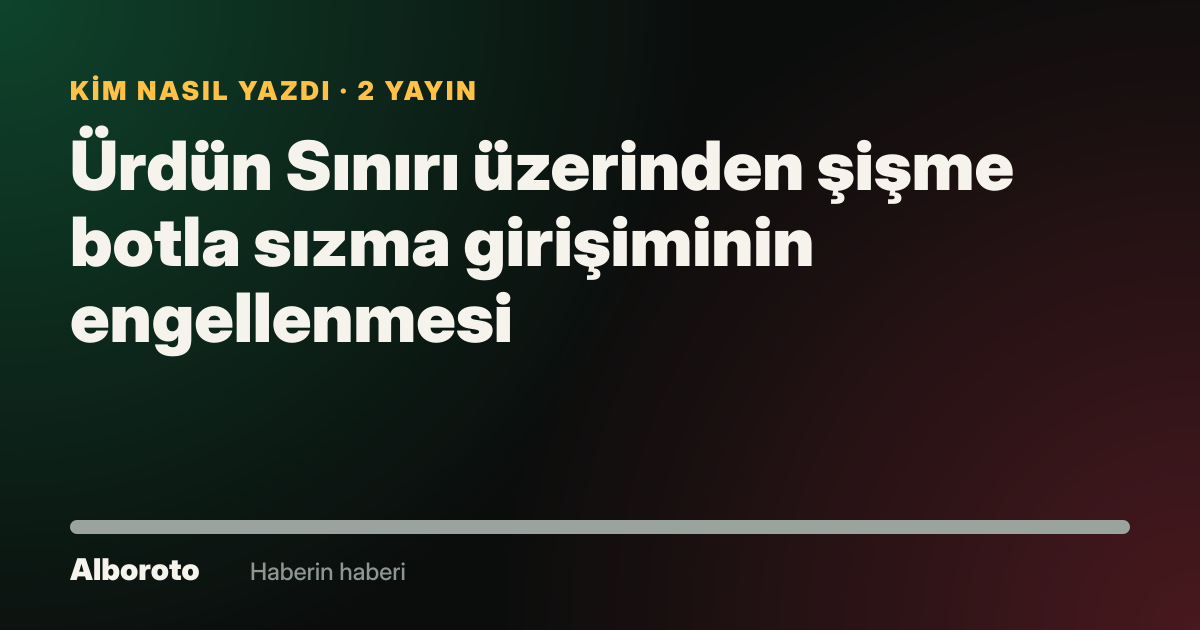 KİM NASIL YAZDI · 2 YAYIN
Ürdün Sınırı üzerinden şişme
botla sızma girişiminin
engellenmesi
Alboroto
Haberin haberi